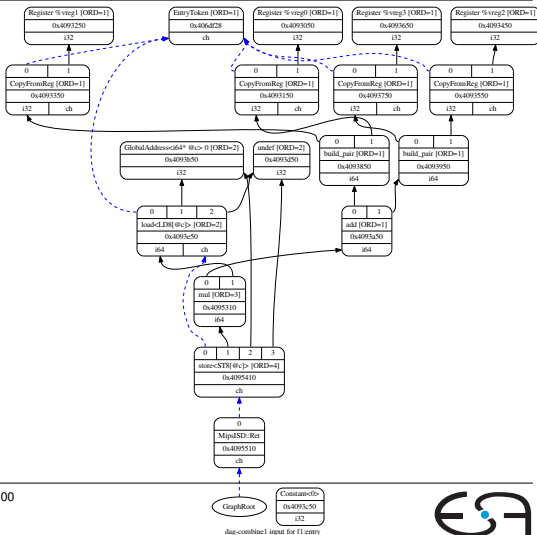 Register %vreg1 [ORD=1]
0x4093250
i32
EntryToken [ORD=1]
0x406df28
ch
Register %vreg0 [ORD=1]
0x4093050
i32
Register %vreg3 [ORD=1]
0x4093650
i32
Register %vreg2 [ORD=1]
0x4093450
i32
0 1
CopyFromReg [ORD=1]
0x4093350
i32 ch
0 1
CopyFromReg [ORD=1]
0x4093150
i32 ch
0 1
CopyFromReg [ORD=1]
0x4093750
i32 ch
0 1
CopyFromReg [ORD=1]
0x4093550
i32 ch
GlobalAddress<i64* @c> 0 [ORD=2]
0x4093b50
i32
undef [ORD=2]
0x4093d50
i32
0 1
build_pair [ORD=1]
0x4093850
i64
0 1
build_pair [ORD=1]
0x4093950
i64
0 1 2
load<LD8[@c]> [ORD=2]
0x4093e50
i64 ch
0 1
add [ORD=1]
0x4093a50
i64
0 1
mul [ORD=3]
0x4095310
i64
0 1 2 3
store<ST8[@c]> [ORD=4]
0x4095410
ch
0
MipsISD::Ret
0x4095510
ch
00
GraphRoot
Constant<0>
0x4093c50
i32
dag-combine1 input for f1:entry